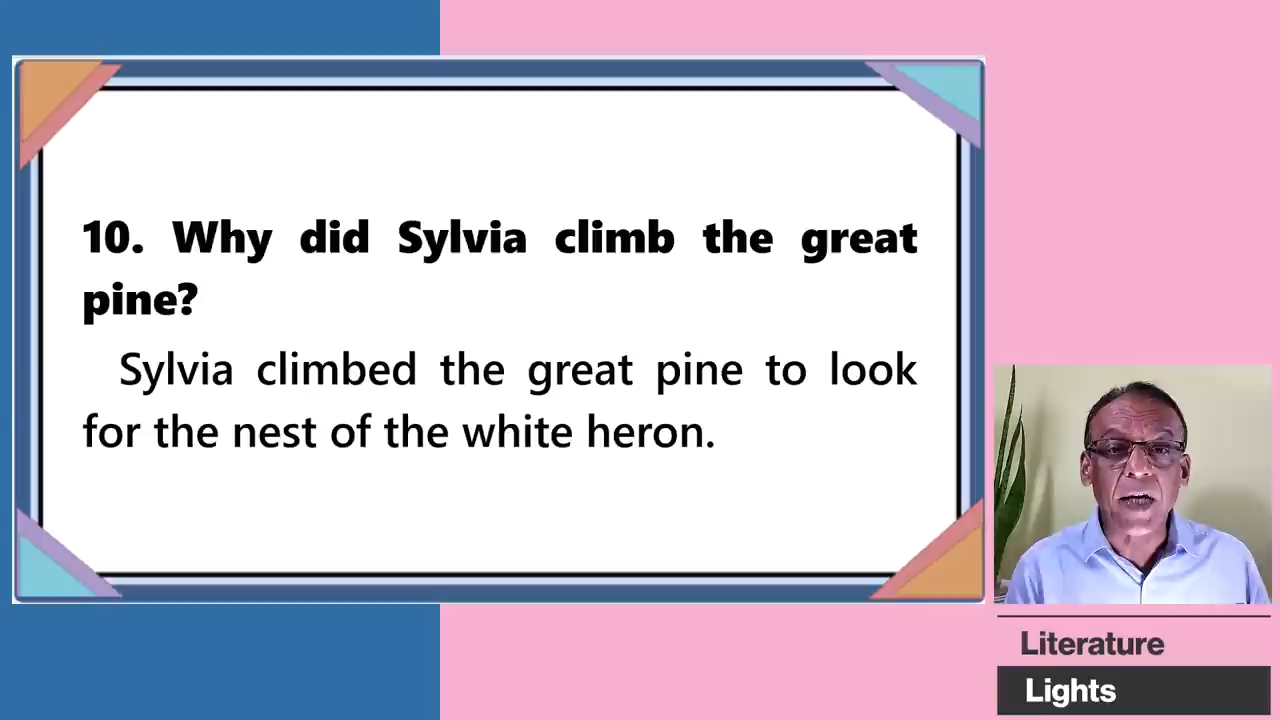 10. Why did Sylvia climb the great
pine?
Sylvia climbed the great pine to look
for the nest of the white heron.
Literature
Lights